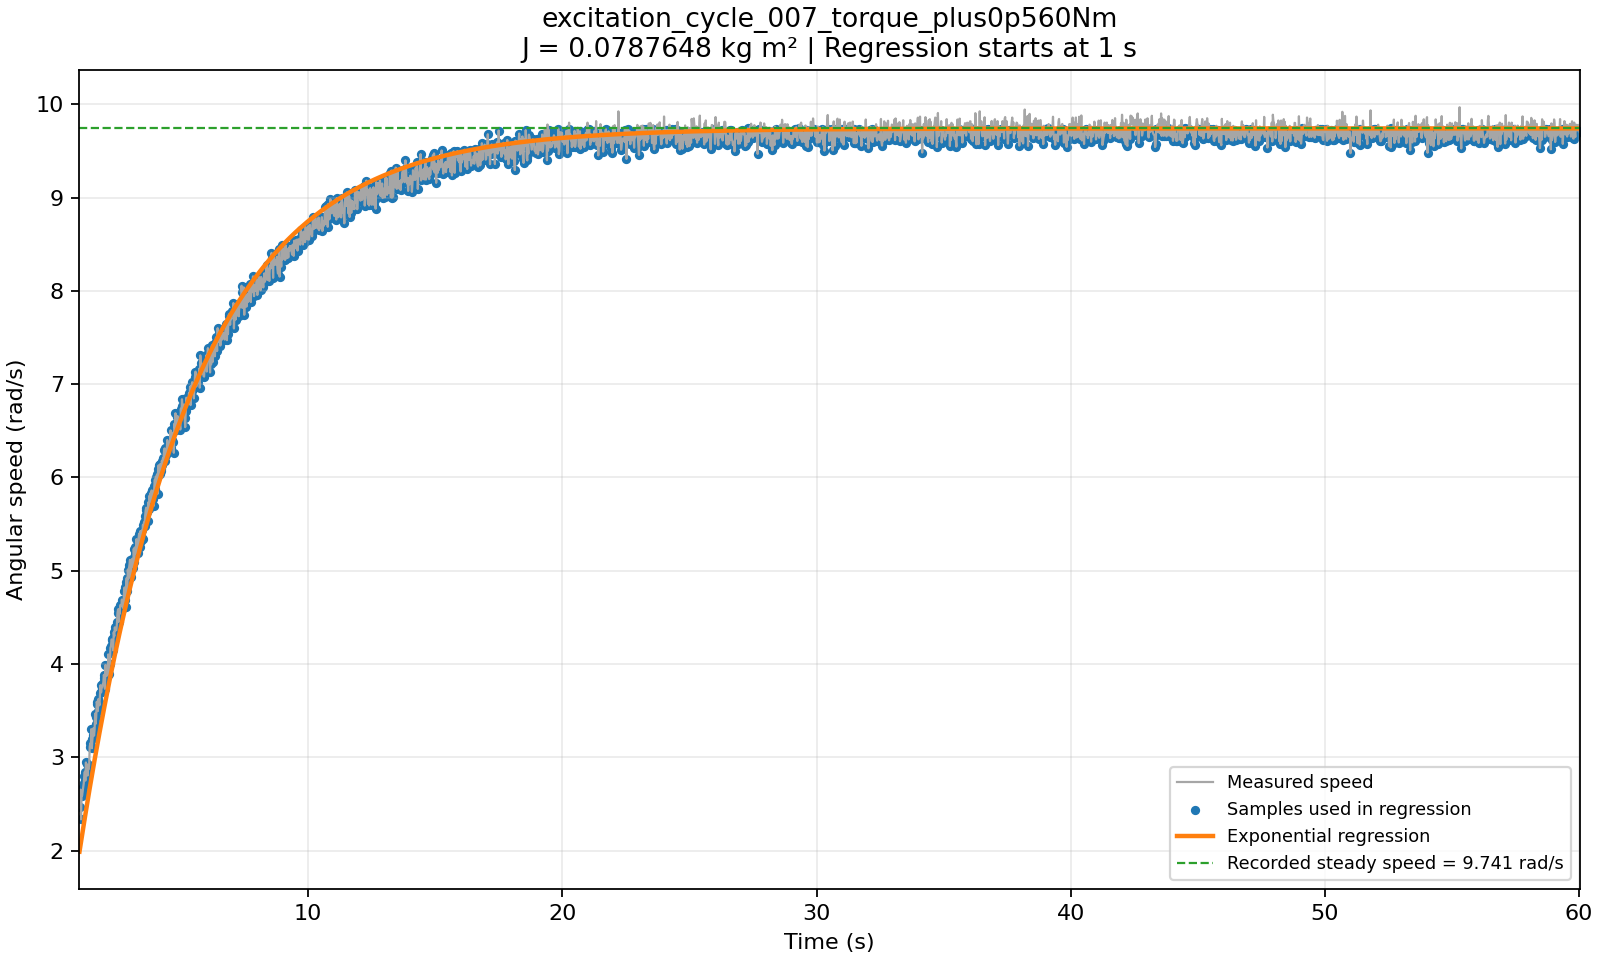 excitation_cycle_007_torque_plus0p560Nm
J = 0.0787648 kg m² | Regression starts at 1 s
Angular speed (rad/s)
10
9
8
7
6
5
4
3
2
Measured speed
Samples used in regression
Exponential regression
Recorded steady speed = 9.741 rad/s
10
20
30
40
50
60
Time (s)